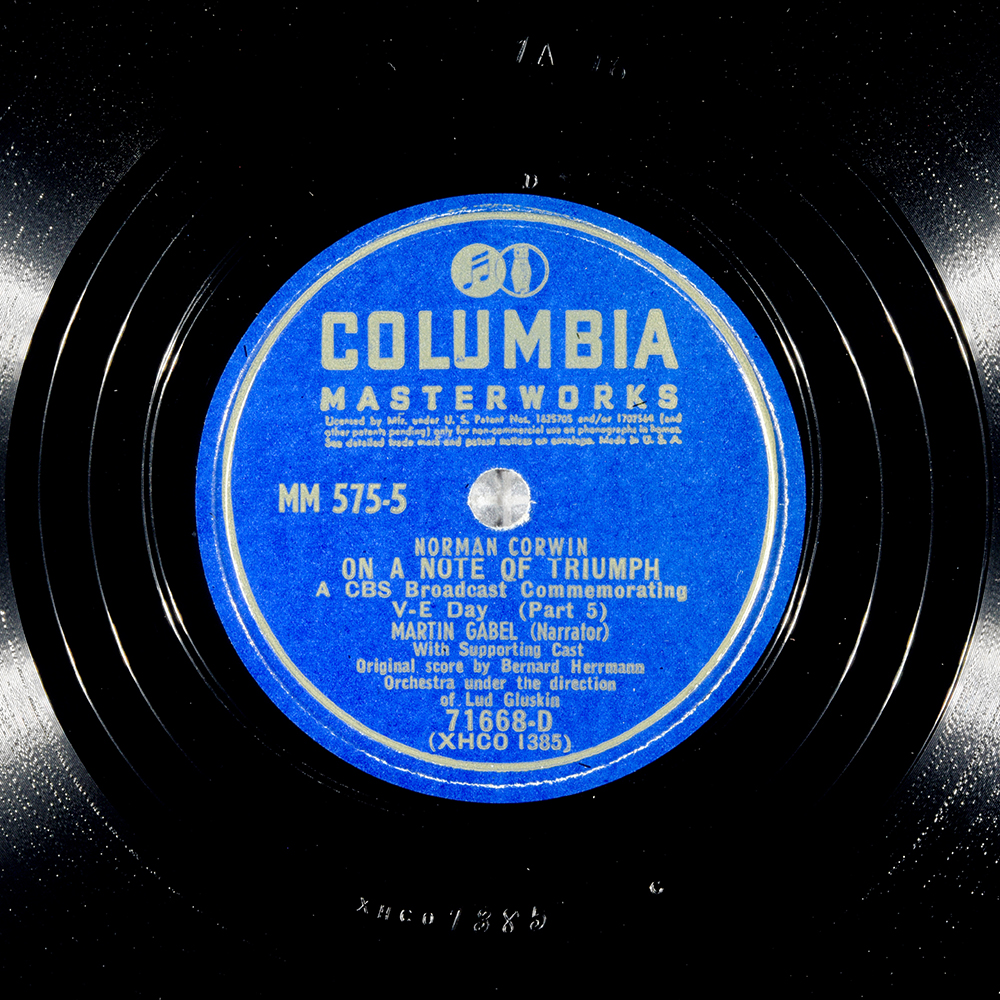 1A 16
D
COLUMBIA
MASTERWORKS
Licensed by Mfr. under U. S. Patent Nos. 1625705 and/or 1702564 (and
other patents pending) only for non-commercial use on phonographs in homes.
See detailed trade mark and patent notices on envelope. Made in U. S. A.
MM 575-5
NORMAN CORWIN
ON A NOTE OF TRIUMPH
A CBS Broadcast Commemorating
V-E Day (Part 5)
MARTIN GABEL (Narrator)
With Supporting Cast
Original score by Bernard Herrmann
Orchestra under the direction
of Lud Gluskin
71668-D
(XHCO 1385)
G
XHCO1385